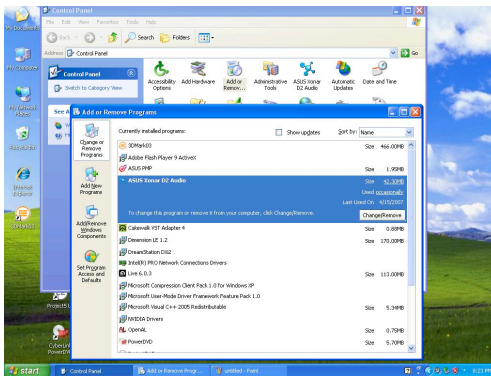 Control Panel
File Edit View Favorites Tools Help
Back Search Folders
Address Control Panel Go
My Documents
My Computer
My Network Places
Recycle Bin
Internet Explorer
3DMark03
Control Panel
Switch to Category View
See A
Accessibility Options
Add Hardware
Add or Remov...
Administrative Tools
ASUS Xonar D2 Audio
Automatic Updates
Date and Time
Add or Remove Programs
Change or Remove Programs
Add New Programs
Add/Remove Windows Components
Set Program Access and Defaults
Currently installed programs: Show updates Sort by: Name
3DMark03 Size 466.00MB
Adobe Flash Player 9 ActiveX
ASUS PMP Size 1.95MB
ASUS Xonar D2 Audio Size 42.30MB
Used occasionally
Last Used On 4/15/2007
To change this program or remove it from your computer, click Change/Remove. Change/Remove
Cakewalk VST Adapter 4 Size 0.88MB
Dimension LE 1.2 Size 170.00MB
DreamStation DXi2
Intel(R) PRO Network Connections Drivers
Live 6.0.3 Size 113.00MB
Microsoft Compression Client Pack 1.0 for Windows XP
Microsoft User-Mode Driver Framework Feature Pack 1.0
Microsoft Visual C++ 2005 Redistributable Size 5.34MB
NVIDIA Drivers
OpenAL Size 0.75MB
PowerDVD Size 5.70MB
Project5
CyberLink PowerDVD
start Control Panel Add or Remove Progr... untitled - Paint 8:23 PM